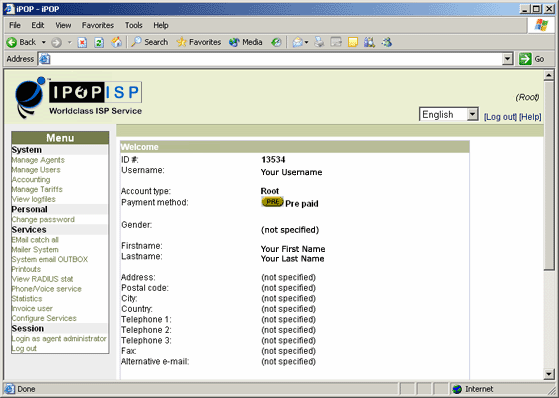 iPOP - iPOP
File Edit View Favorites Tools Help
Back Search Favorites Media
Address Go
IPOPISP
™
Worldclass ISP Service
(Root)
English [Log out] [Help]
Menu
System
Manage Agents
Manage Users
Accounting
Manage Tariffs
View logfiles
Personal
Change password
Services
EMail catch all
Mailer System
System email OUTBOX
Printouts
View RADIUS stat
Phone/Voice service
Statistics
Invoice user
Configure Services
Session
Login as agent administrator
Log out
Welcome
ID #: 13534
Username: Your Username
Account type: Root
Payment method: PRE Pre paid
Gender: (not specified)
Firstname: Your First Name
Lastname: Your Last Name
Address: (not specified)
Postal code: (not specified)
City: (not specified)
Country: (not specified)
Telephone 1: (not specified)
Telephone 2: (not specified)
Telephone 3: (not specified)
Fax: (not specified)
Alternative e-mail: (not specified)
Done Internet